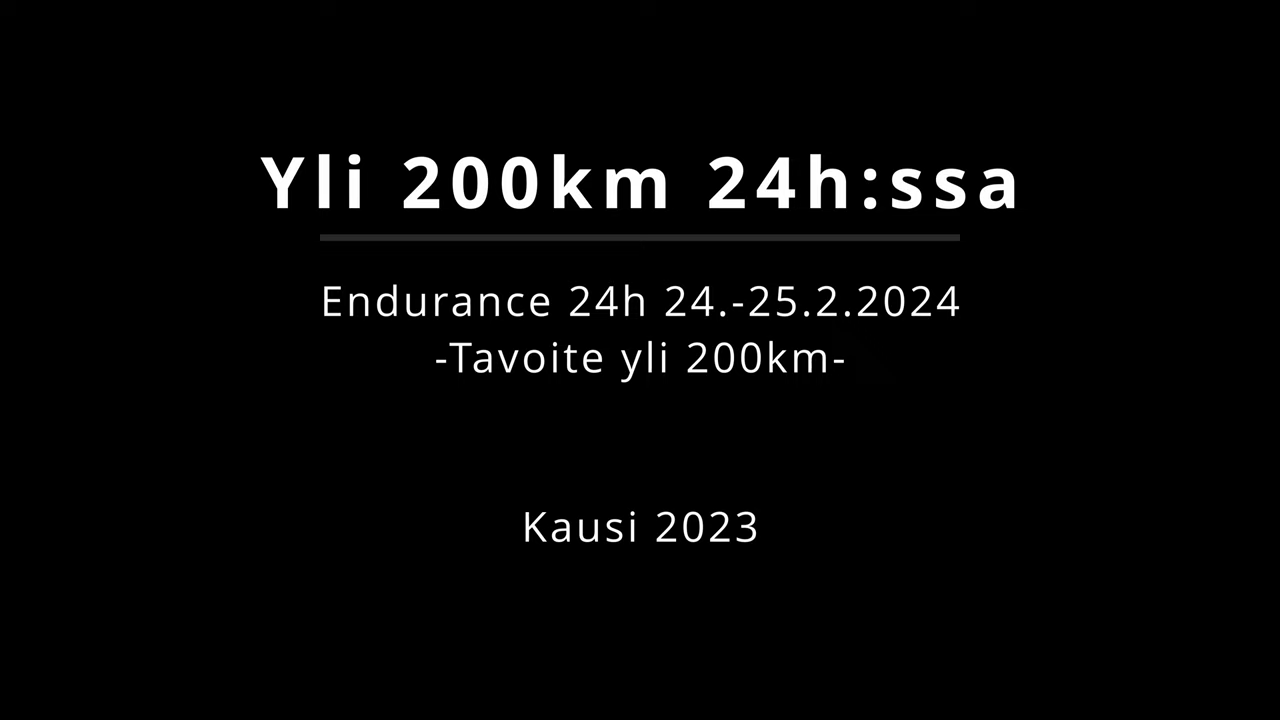 Yli 200km 24h:ssa
Endurance 24h 24.-25.2.2024
-Tavoite yli 200km-
Kausi 2023